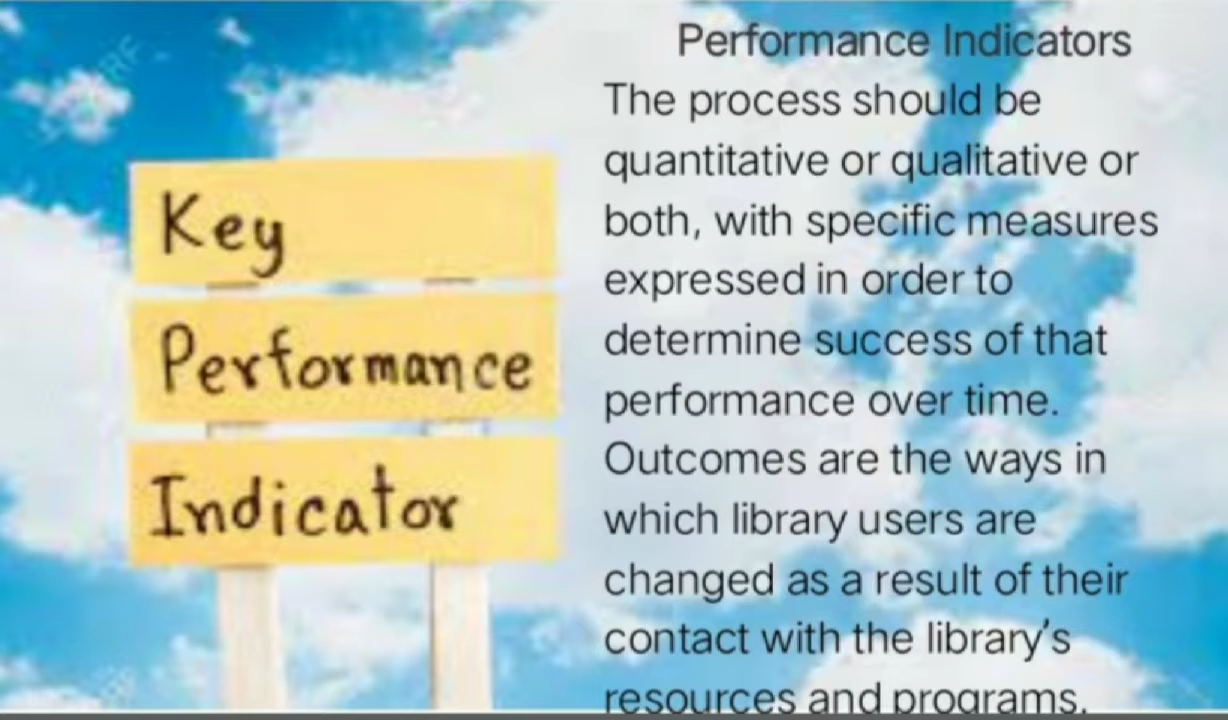 Key
Performance
Indicator
Performance Indicators
The process should be
quantitative or qualitative or
both, with specific measures
expressed in order to
determine success of that
performance over time.
Outcomes are the ways in
which library users are
changed as a result of their
contact with the library's
resources and programs.